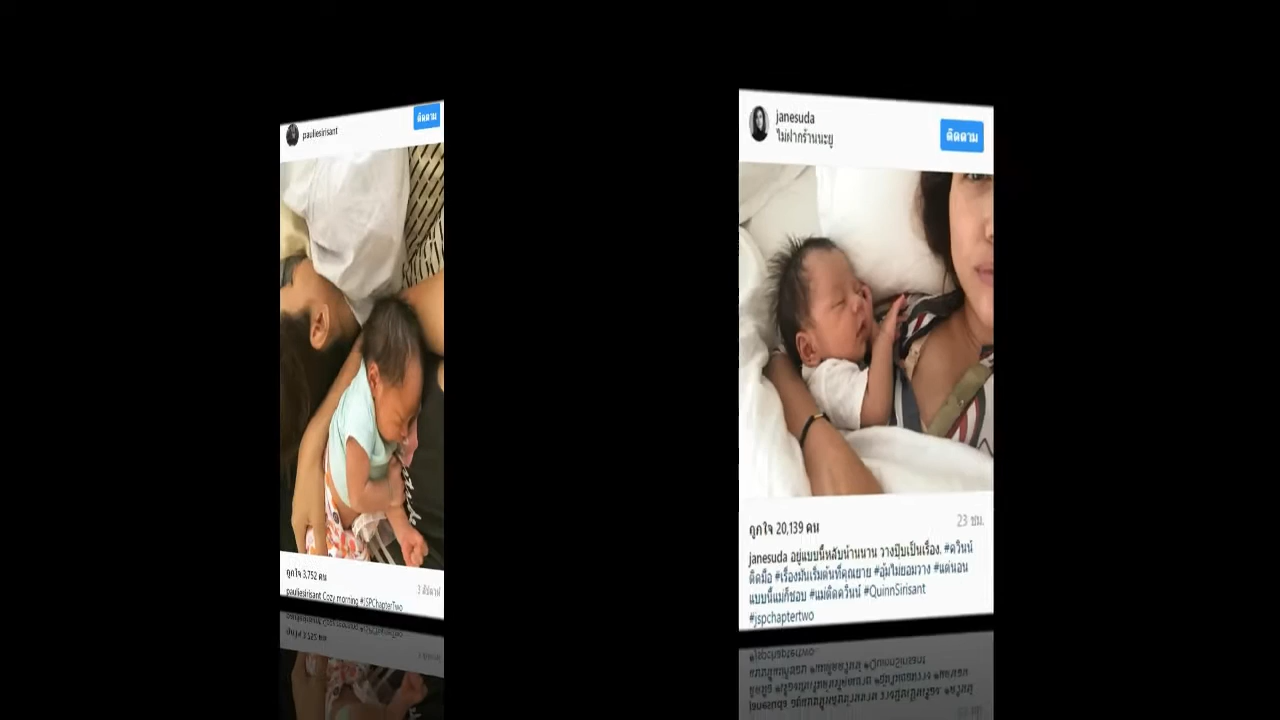 pauliesirisant
ติดตาม
ถูกใจ 3,752 คน
3 สัปดาห์
pauliesirisant Cozy morning #JSPChapterTwo
janesuda
ไม่ฝากร้านนะยู
ติดตาม
ถูกใจ 20,139 คน
23 ชม.
janesuda อยู่แบบนี้หลับน้านนาน วางปุ๊บเป็นเรื่อง. #ควินน์
ติดมือ #เรื่องมันเริ่มต้นที่คุณยาย #อุ้มไม่ยอมวาง #แต่นอน
แบบนี้แม่ก็ชอบ #แม่ติดควินน์ #QuinnSirisant
#jspchaptertwo